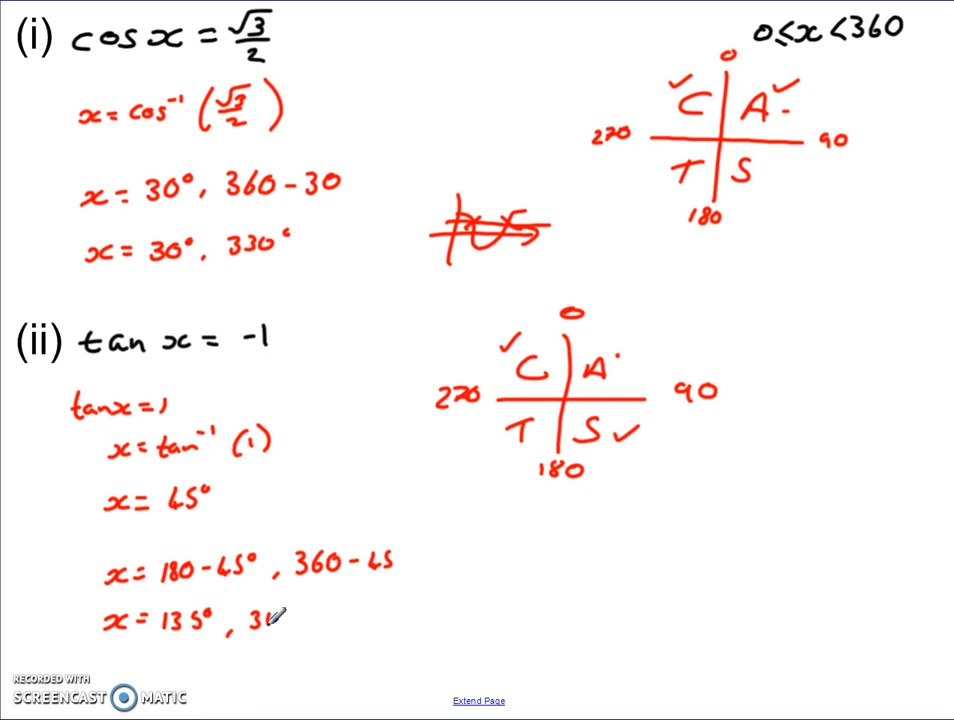 (i) cos x = √3/2
0 ≤ x < 360
x = cos⁻¹ (√3/2)
x = 30°, 360 - 30
x = 30°, 330°
0
C A
270 90
T S
180
(ii) tan x = -1
tan x = 1
x = tan⁻¹ (1)
x = 45°
x = 180 - 45°, 360 - 45
x = 135°, 31
0
C A
270 90
T S
180
RECORDED WITH
SCREENCAST MATIC
Extend Page